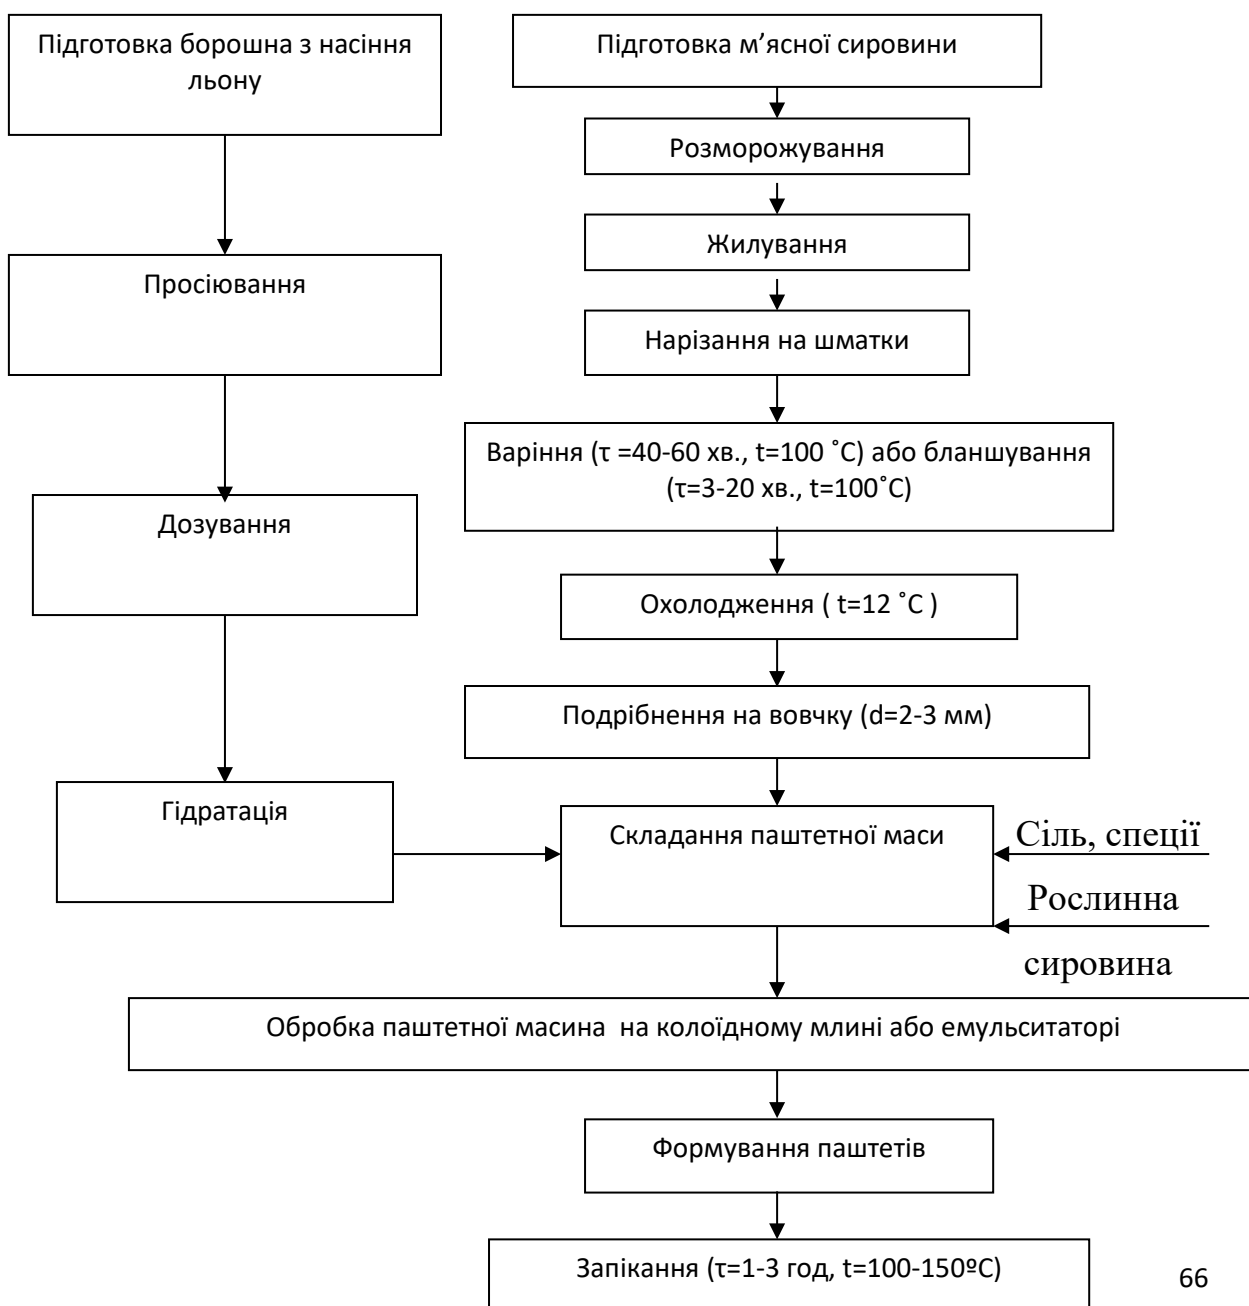 Підготовка борошна з насіння
льону
Підготовка м’ясної сировини
Розморожування
Жилування
Просіювання
Нарізання на шматки
Варіння (τ =40-60 хв., t=100 ˚С) або бланшування
(τ=3-20 хв., t=100˚С)
Дозування
Охолодження ( t=12 ˚С )
Подрібнення на вовчку (d=2-3 мм)
Гідратація
Складання паштетної маси
Сіль, спеції
Рослинна
сировина
Обробка паштетної масина  на колоїдному млині або емульситаторі
Формування паштетів
Запікання (τ=1-3 год, t=100-150ºС)
66